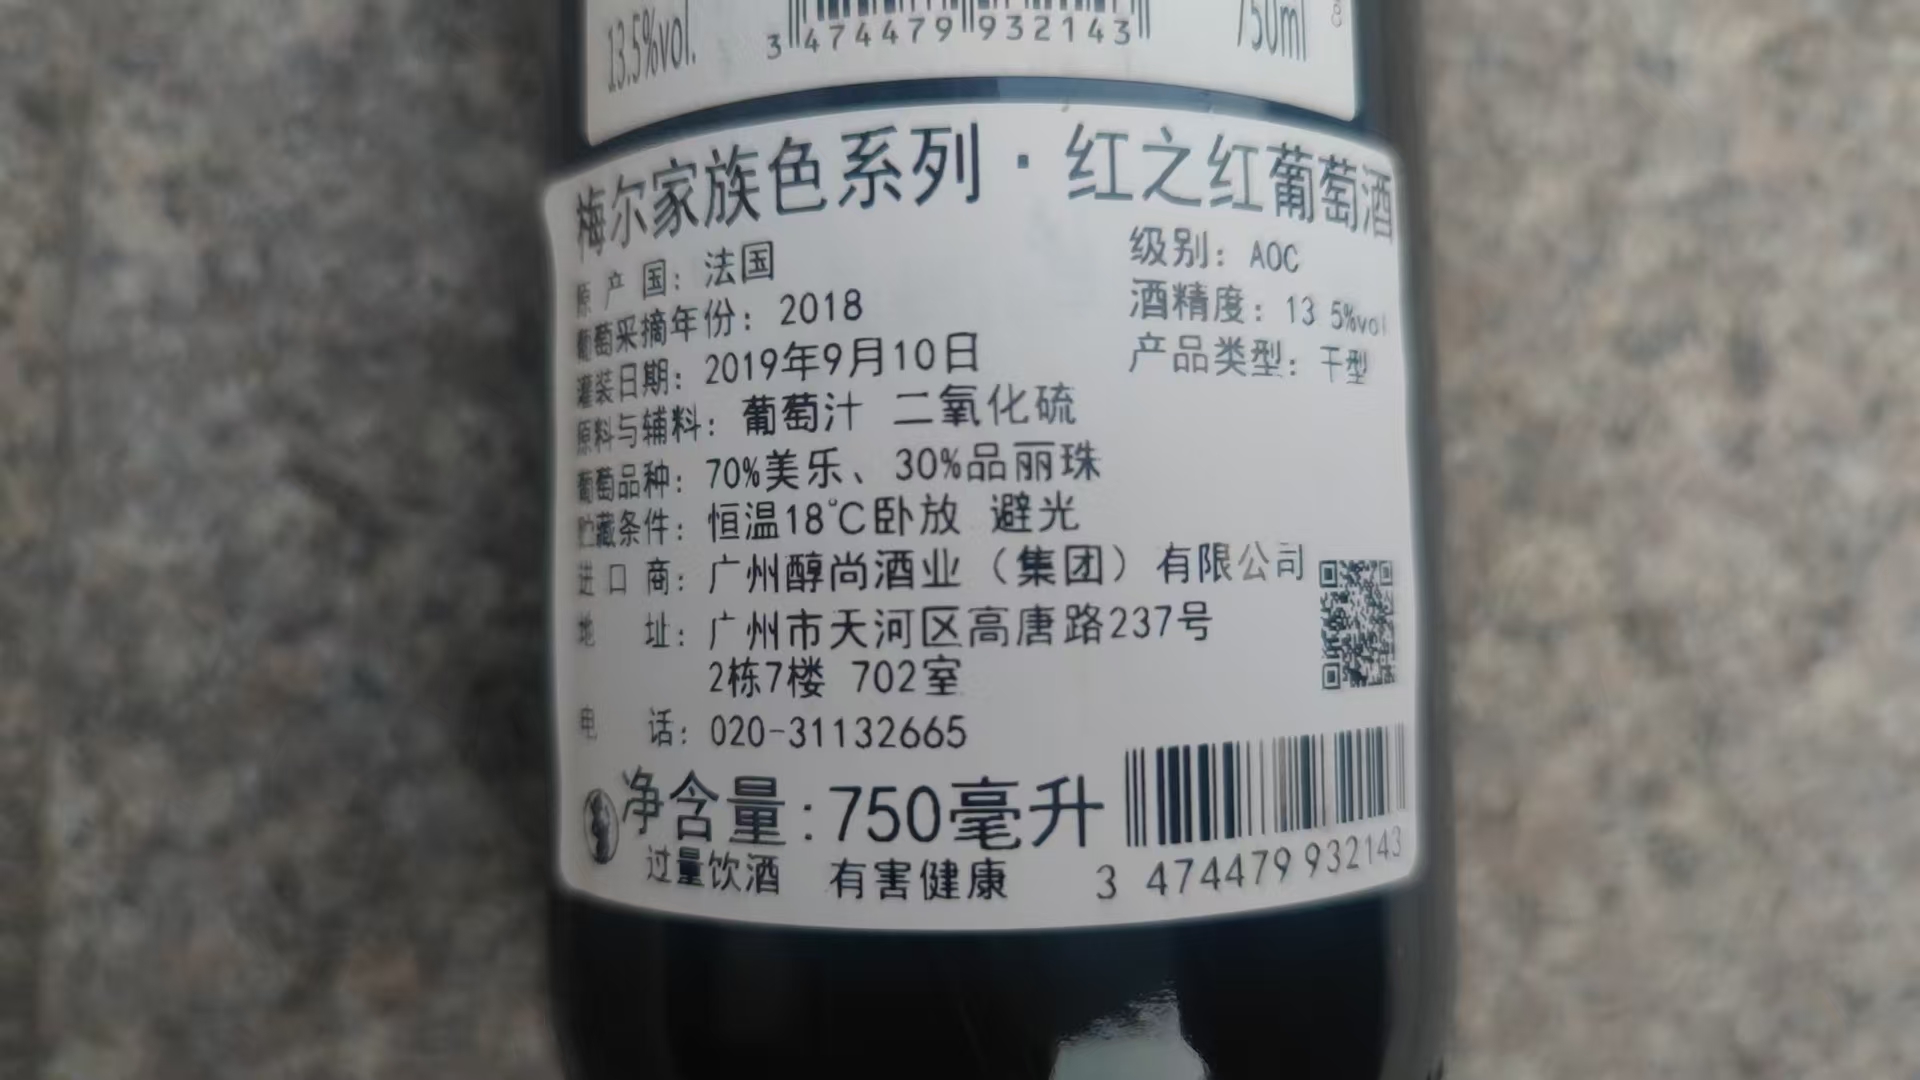 13.5%vol.
3 474479 932143
750ml
梅尔家族色系列·红之红葡萄酒
原产国：法国
级别：AOC
葡萄采摘年份：2018
酒精度：13 5%vol
灌装日期：2019年9月10日
产品类型：干型
原料与辅料：葡萄汁 二氧化硫
葡萄品种：70%美乐、30%品丽珠
贮藏条件：恒温18℃卧放 避光
进口商：广州醇尚酒业（集团）有限公司
地址：广州市天河区高唐路237号
2栋7楼 702室
电话：020-31132665
净含量:750毫升
过量饮酒 有害健康
3 474479 932143